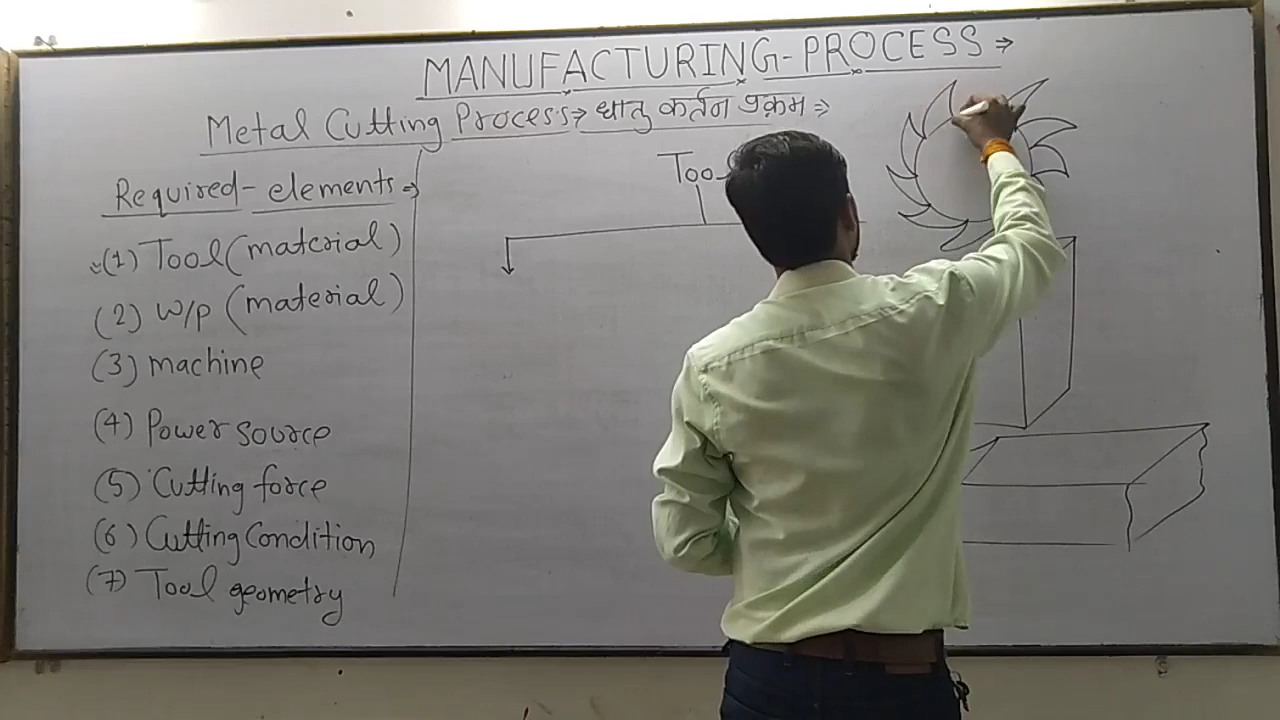 MANUFACTURING-PROCESS ⇒
Metal Cutting Process ⇒ धातु कर्तन प्रक्रम ⇒
Required- elements ⇒
(1) Tool (material)
(2) W/P (material)
(3) machine
(4) Power source
(5) Cutting force
(6) Cutting Condition
(7) Tool geometry
Tool